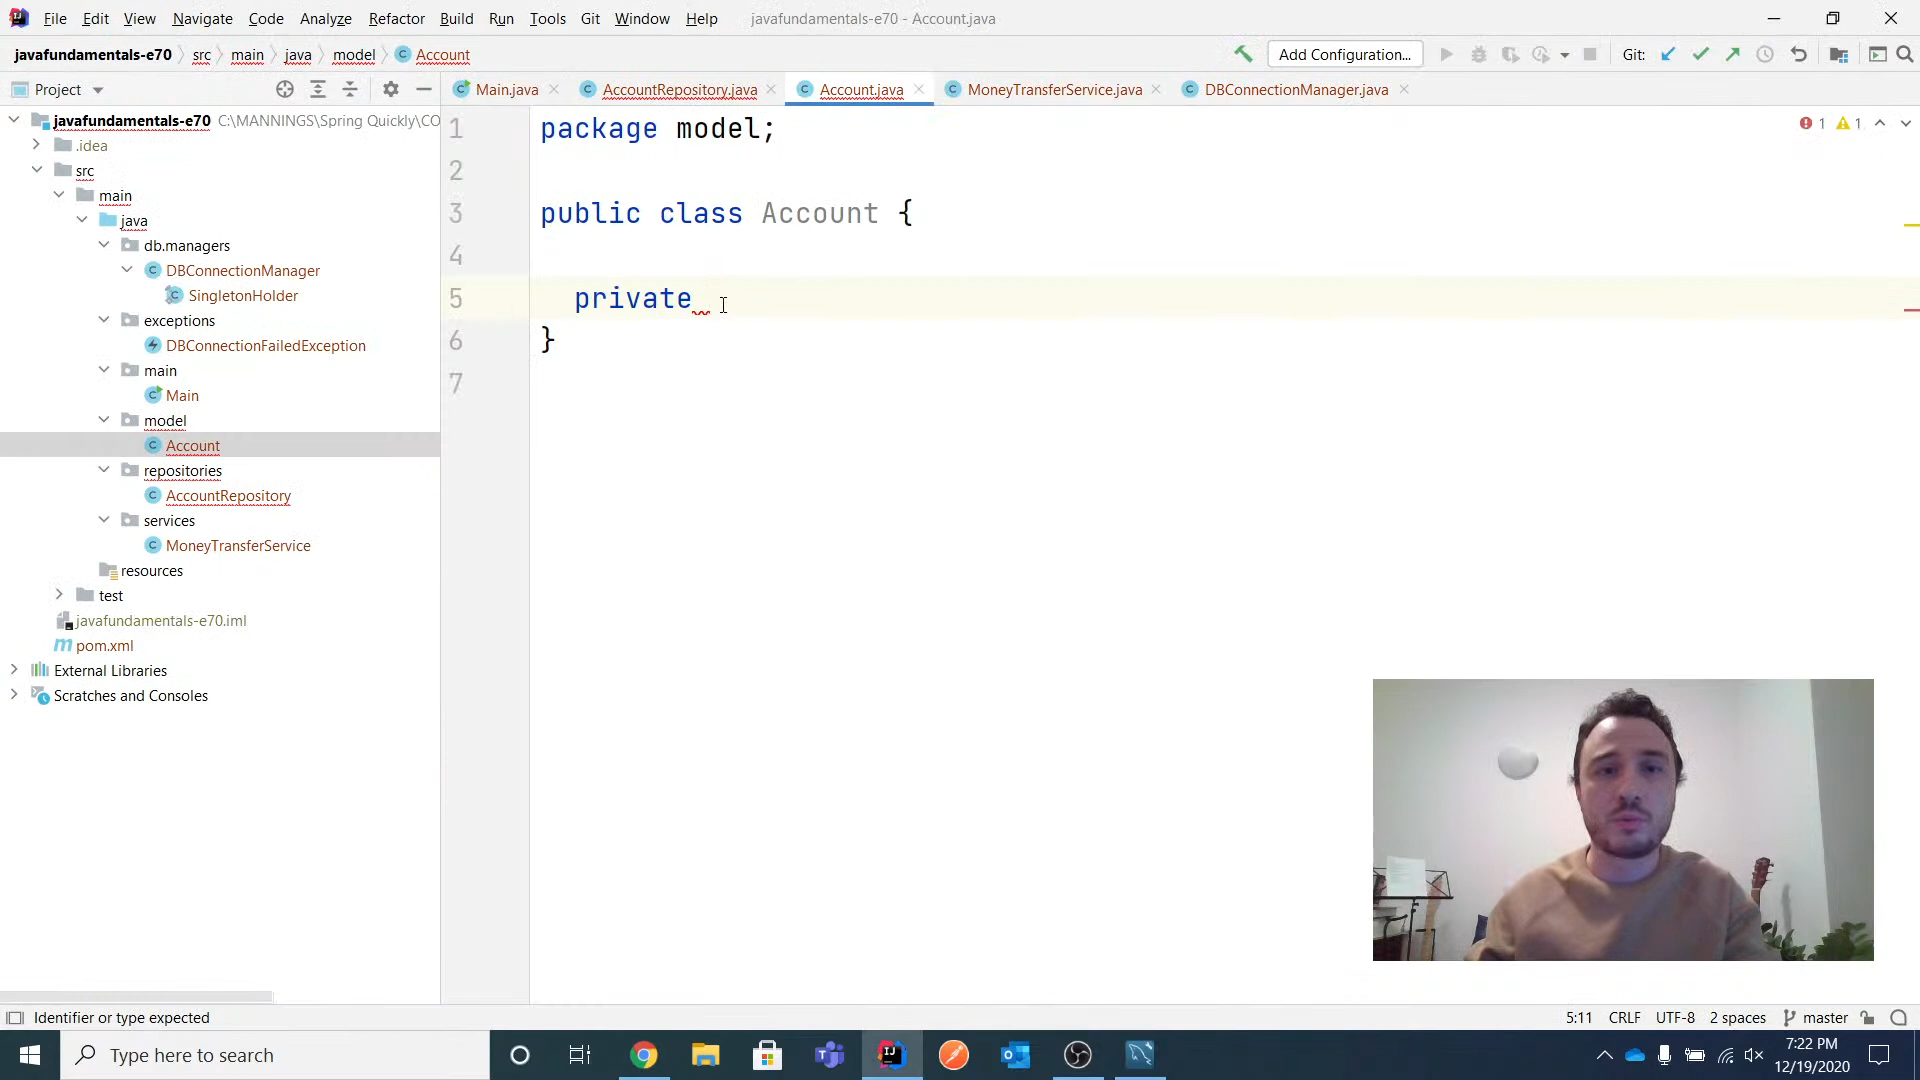 File Edit View Navigate Code Analyze Refactor Build Run Tools Git Window Help javafundamentals-e70 - Account.java
javafundamentals-e70 src main java model Account Add Configuration... Git:
Project Main.java AccountRepository.java Account.java MoneyTransferService.java DBConnectionManager.java
javafundamentals-e70 C:\MANNINGS\Spring Quickly\CO
.idea
src
main
java
db.managers
DBConnectionManager
SingletonHolder
exceptions
DBConnectionFailedException
main
Main
model
Account
repositories
AccountRepository
services
MoneyTransferService
resources
test
javafundamentals-e70.iml
pom.xml
External Libraries
Scratches and Consoles
1 package model;
1 1
2
3 public class Account {
4
5 private
6 }
7
Identifier or type expected 5:11 CRLF UTF-8 2 spaces master
Type here to search
7:22 PM
12/19/2020